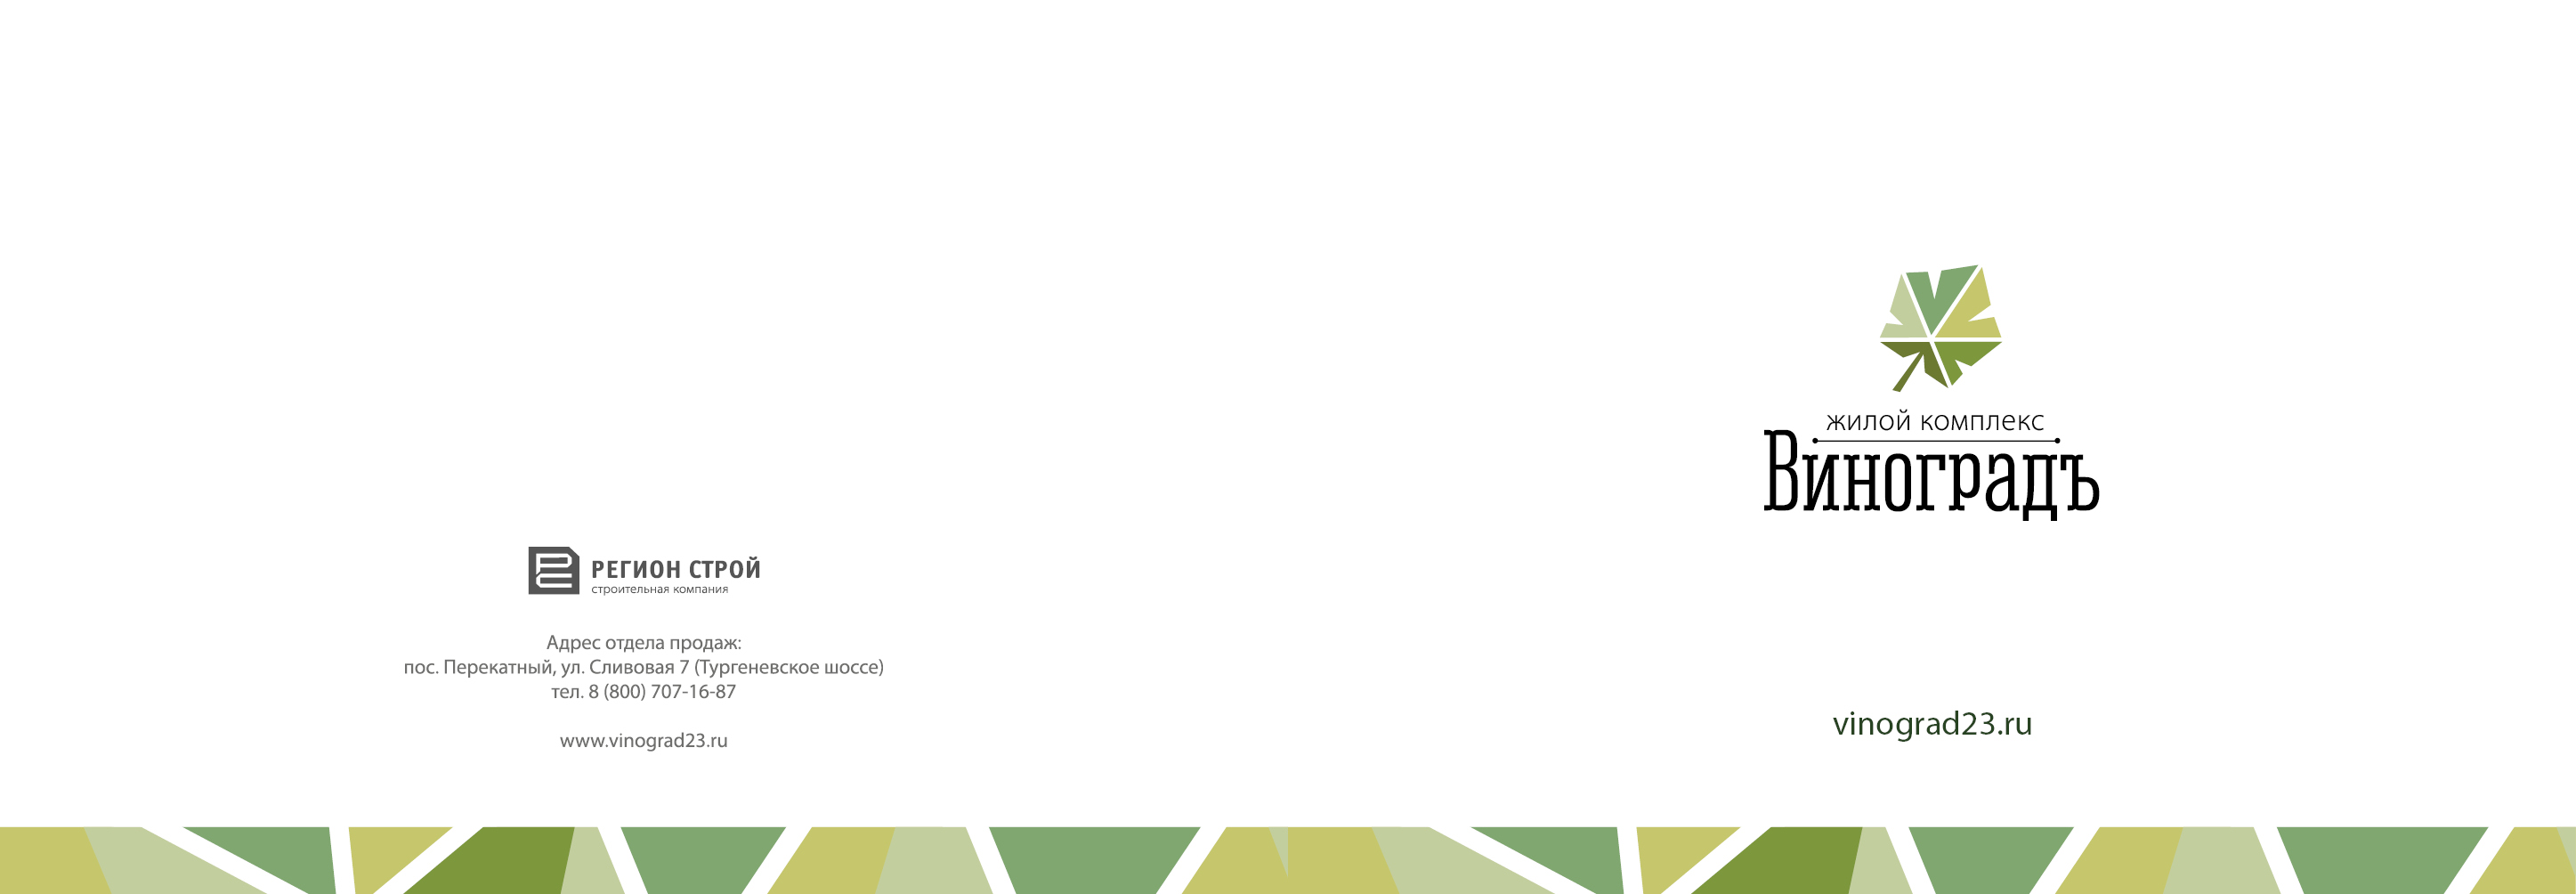 РЕГИОН СТРОЙ
строительная компания
Адрес отдела продаж:
пос. Перекатный, ул. Сливовая 7 (Тургеневское шоссе)
тел. 8 (800) 707-16-87
www.vinograd23.ru
жилой комплекс
Виноградъ
vinograd23.ru